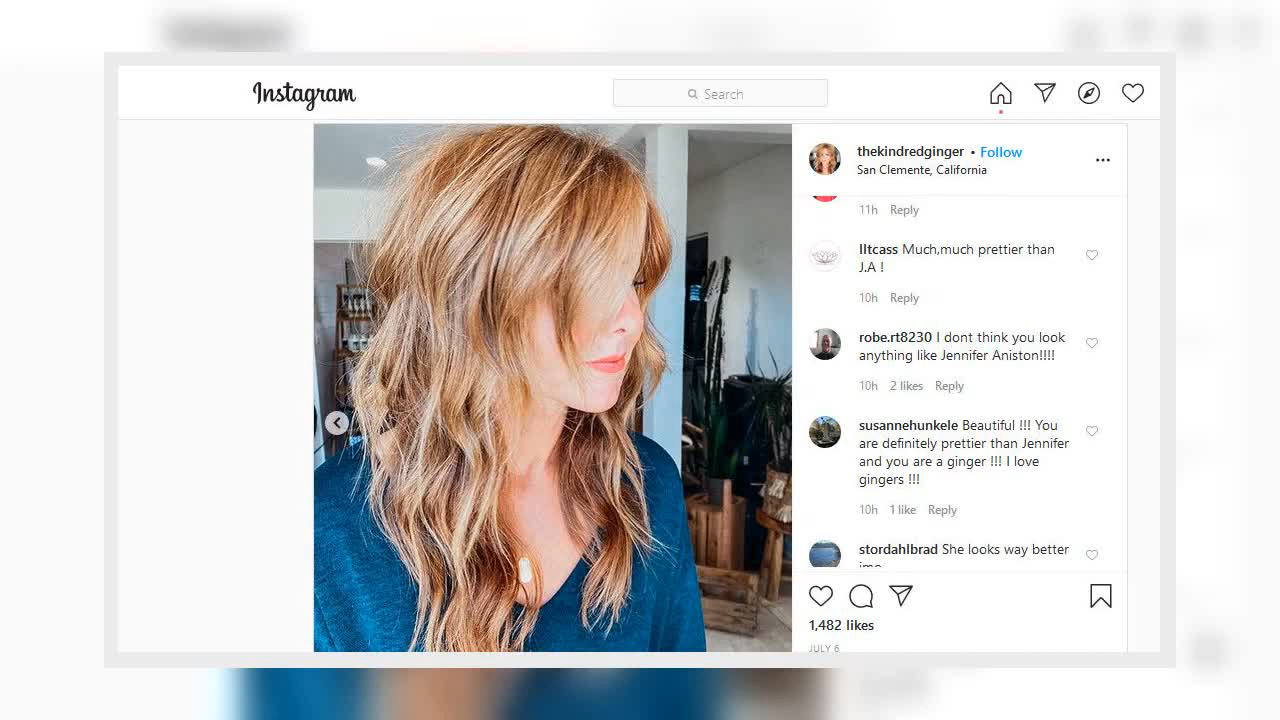 Instagram
Search
thekindredginger • Follow
San Clemente, California
11h Reply
lltcass Much,much prettier than
J.A !
10h Reply
robe.rt8230 I dont think you look
anything like Jennifer Aniston!!!!
10h 2 likes Reply
susannehunkele Beautiful !!! You
are definitely prettier than Jennifer
and you are a ginger !!! I love
gingers !!!
10h 1 like Reply
stordahlbrad She looks way better
imo
1,482 likes
JULY 6